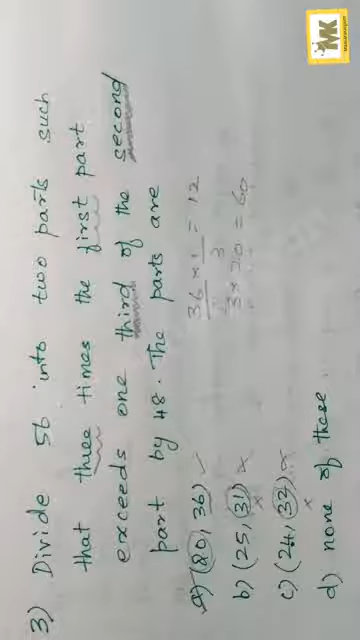 3) Divide 56 into two parts such
that three times the first part
exceeds one third of the second
part by 48. The parts are
a) (20, 36) ✓
b) (25, 31) ×
c) (24, 32) ×
d) none of these
36 × 1 = 12
3
3 × 20 = 60
MK